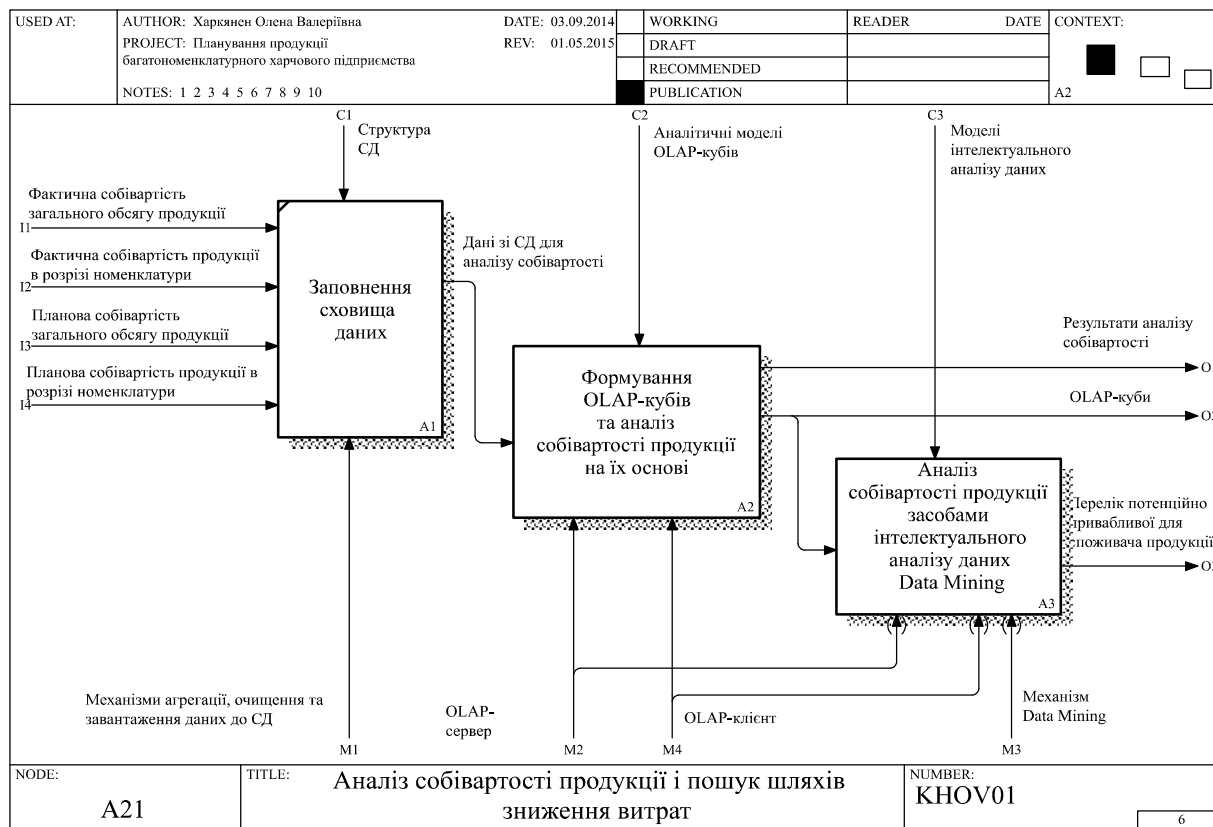 USED AT:
AUTHOR: Харкянен Олена Валеріївна
DATE: 03.09.2014
PROJECT: Планування продукції
REV: 01.05.2015
багатономенклатурного харчового підприємства
NOTES: 1 2 3 4 5 6 7 8 9 10
WORKING
DRAFT
RECOMMENDED
PUBLICATION
READER DATE
CONTEXT:
A2
C1
Структура
СД
C2
Аналітичні моделі
OLAP-кубів
C3
Моделі
інтелектуального
аналізу даних
Фактична собівартість
загального обсягу продукції
I1
Фактична собівартість продукції
в розрізі номенклатури
I2
Планова собівартість
загального обсягу продукції
I3
Планова собівартість продукції в
розрізі номенклатури
I4
Заповнення
сховища
даних
A1
Дані зі СД для
аналізу собівартості
Формування
OLAP-кубів
та аналіз
собівартості продукції
на їх основі
A2
Результати аналізу
собівартості
OLAP-куби
Аналіз
собівартості продукції
засобами
інтелектуального
аналізу даних
Data Mining
A3
потенційно
для
продукції
Механізми агрегації, очищення та
завантаження даних до СД
M1
OLAP-
сервер
M2
OLAP-клієнт
M4
Механізм
Data Mining
M3
NODE:
A21
TITLE:
Аналіз собівартості продукції і пошук шляхів
зниження витрат
NUMBER:
KHOV01
6